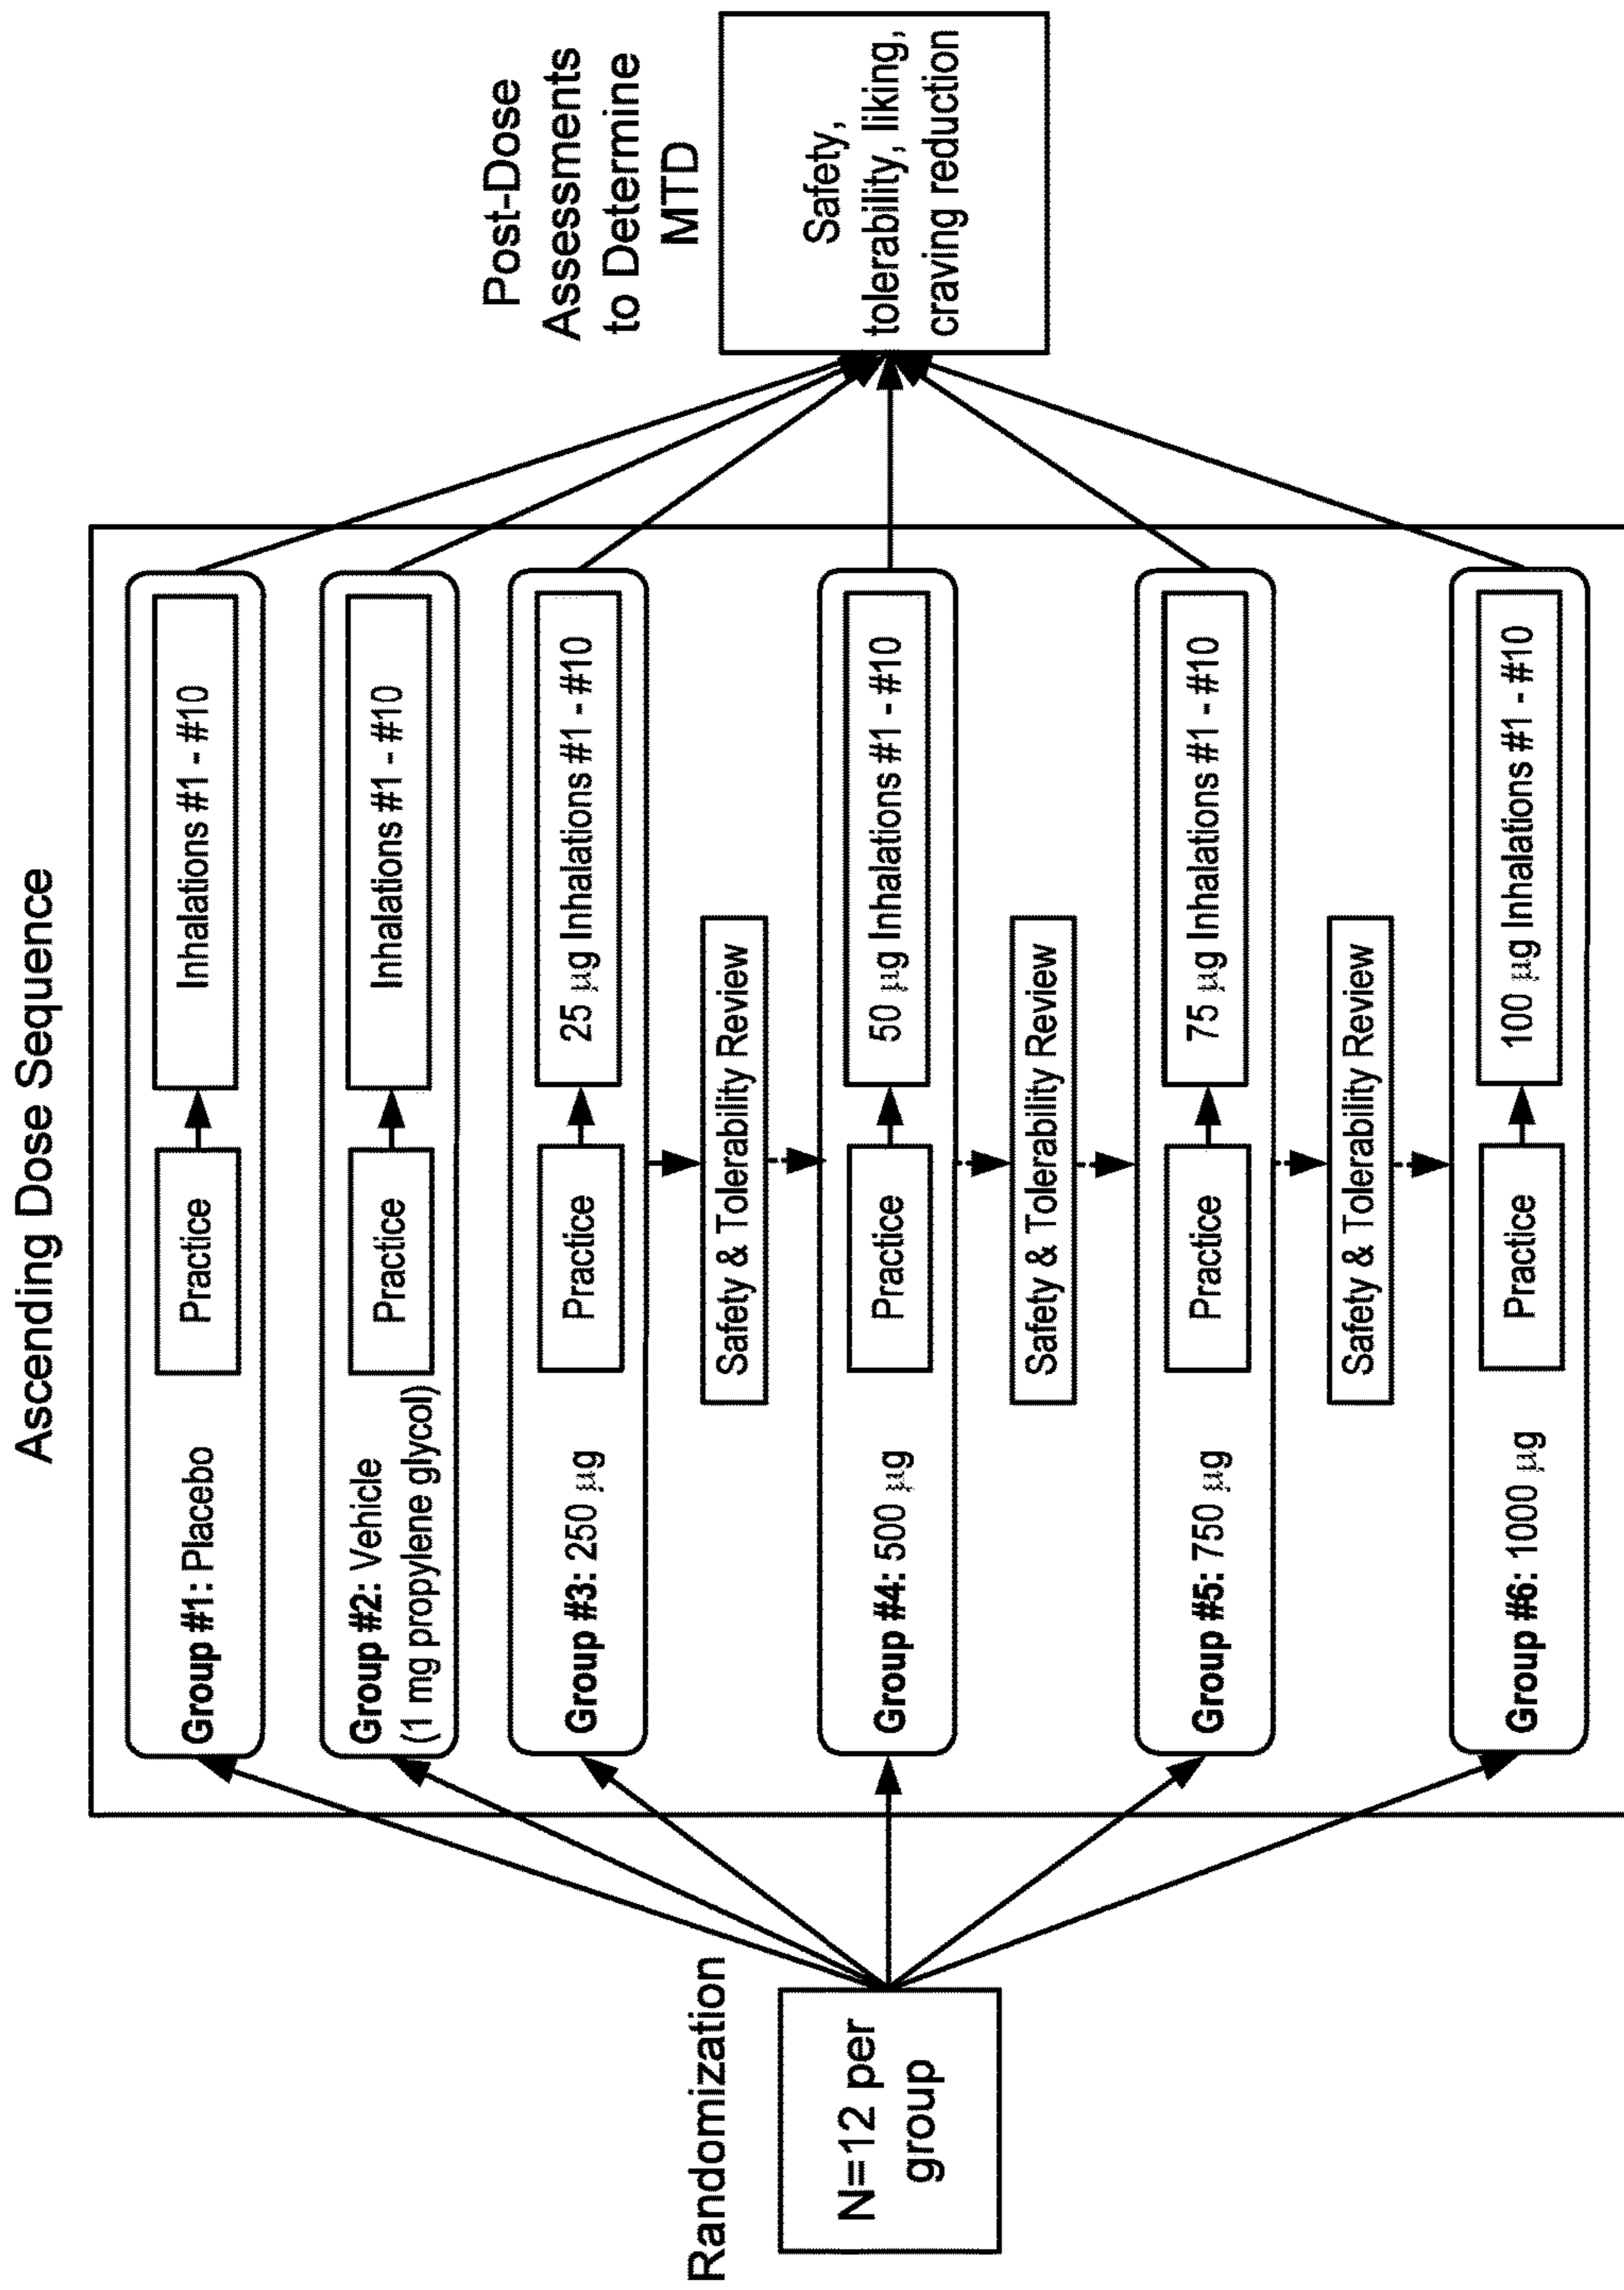 Ascending Dose Sequence
Randomization
N=12 per
group
Group #1: Placebo
Practice
Inhalations #1 - #10
Group #2: Vehicle
(1 mg propylene glycol)
Practice
Inhalations #1 - #10
Group #3: 250 µg
Practice
25 µg Inhalations #1 - #10
Safety & Tolerability Review
Group #4: 500 µg
Practice
50 µg Inhalations #1 - #10
Safety & Tolerability Review
Group #5: 750 µg
Practice
75 µg Inhalations #1 - #10
Safety & Tolerability Review
Group #6: 1000 µg
Practice
100 µg Inhalations #1 - #10
Post-Dose
Assessments
to Determine
MTD
Safety,
tolerability, liking,
craving reduction